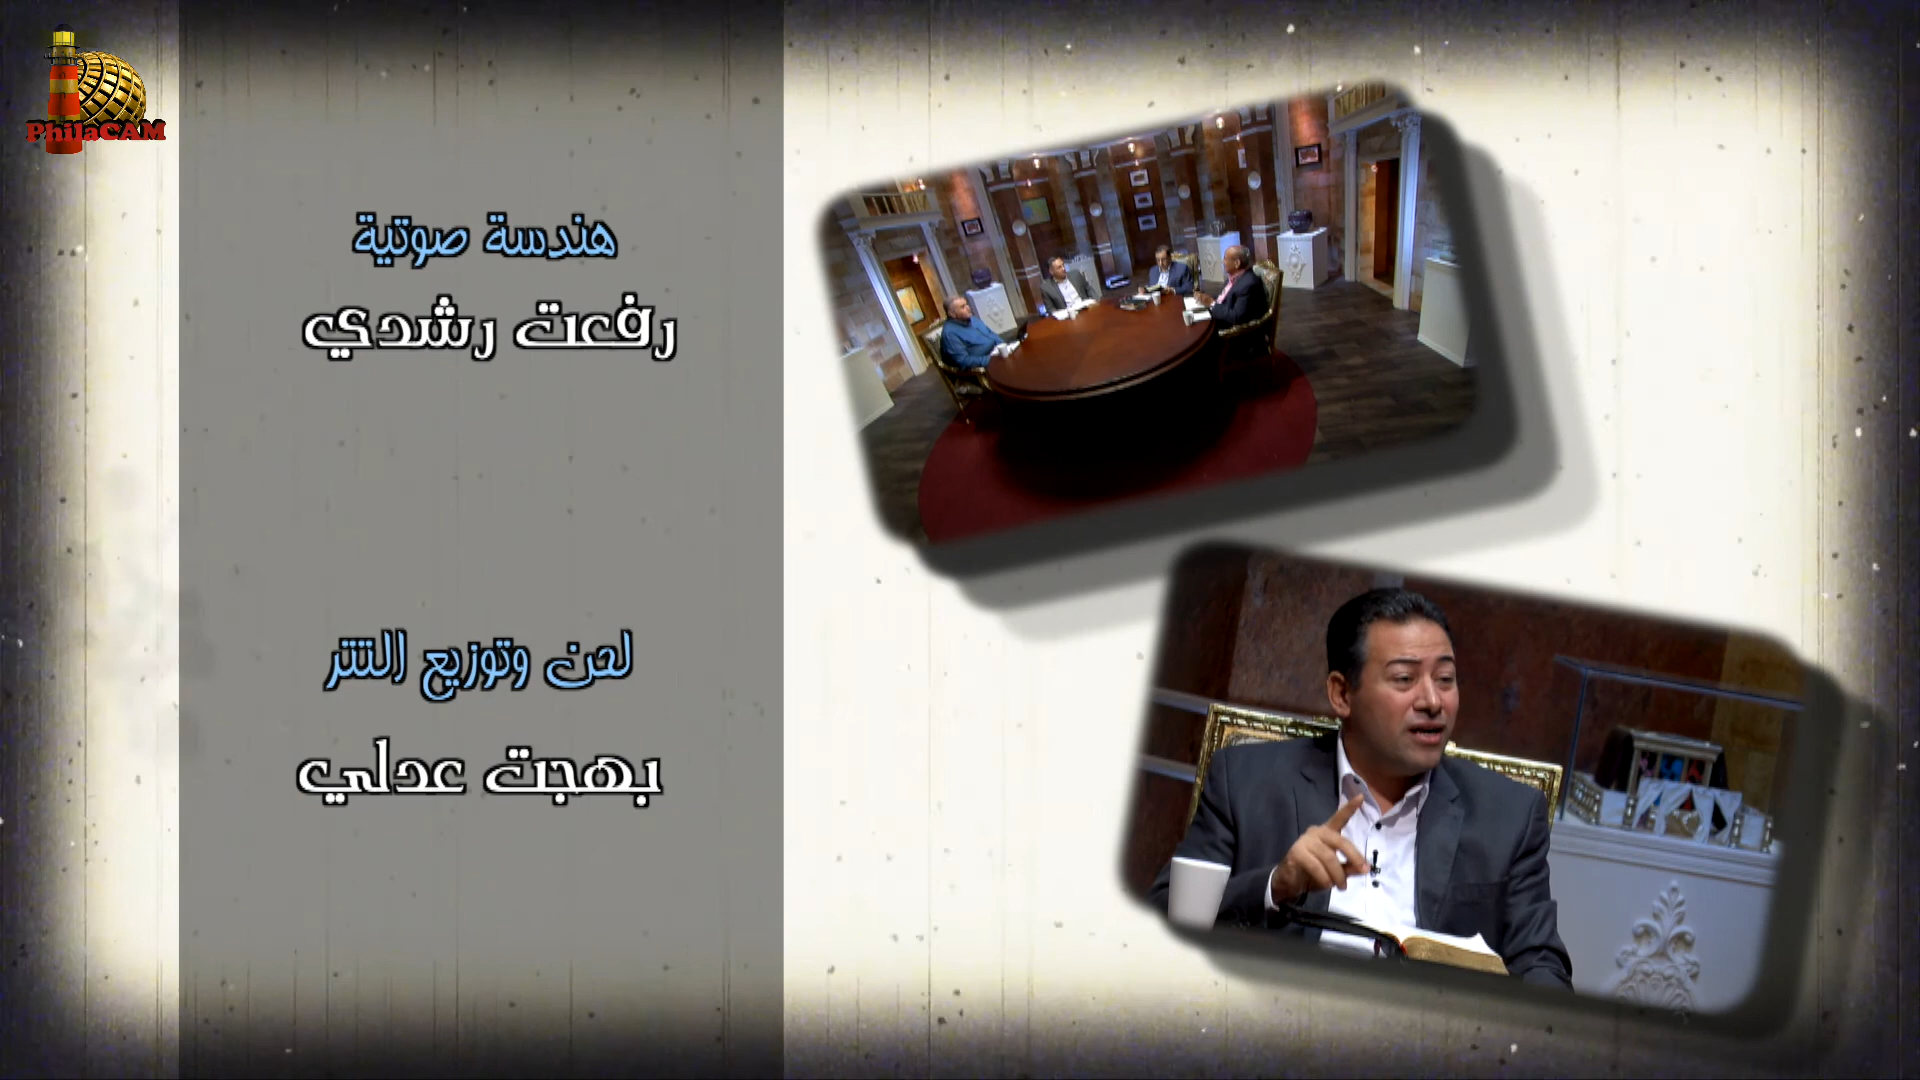 PhilaCAM
هندسة صوتية
رفعت رشدي
لحن وتوزيع التتر
بهجت عدلي